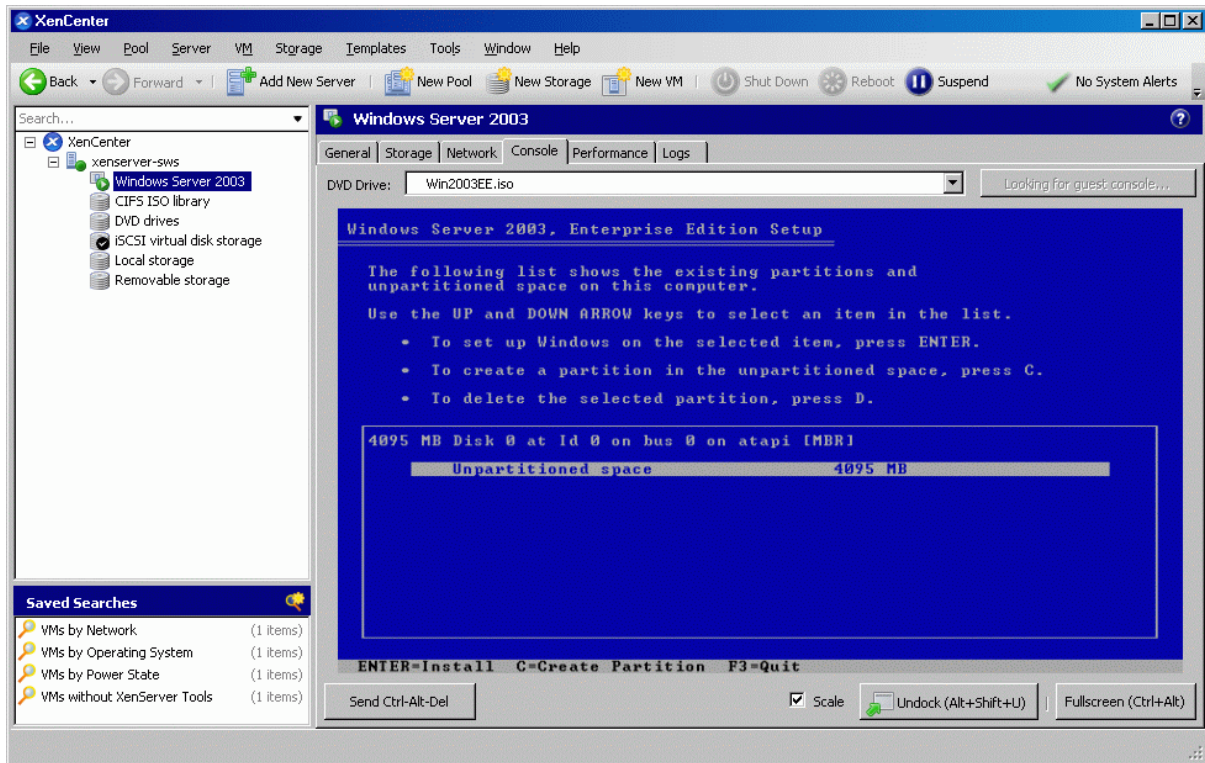 XenCenter
File View Pool Server VM Storage Templates Tools Window Help
Back Forward Add New Server New Pool New Storage New VM Shut Down Reboot Suspend No System Alerts
Search...
XenCenter
xenserver-sws
Windows Server 2003
CIFS ISO library
DVD drives
iSCSI virtual disk storage
Local storage
Removable storage
Saved Searches
VMs by Network (1 items)
VMs by Operating System (1 items)
VMs by Power State (1 items)
VMs without XenServer Tools (1 items)
Windows Server 2003
General Storage Network Console Performance Logs
DVD Drive: Win2003EE.iso Looking for guest console...
Windows Server 2003, Enterprise Edition Setup
The following list shows the existing partitions and
unpartitioned space on this computer.
Use the UP and DOWN ARROW keys to select an item in the list.
• To set up Windows on the selected item, press ENTER.
• To create a partition in the unpartitioned space, press C.
• To delete the selected partition, press D.
4095 MB Disk 0 at Id 0 on bus 0 on atapi [MBR]
Unpartitioned space 4095 MB
ENTER=Install C=Create Partition F3=Quit
Send Ctrl-Alt-Del Scale Undock (Alt+Shift+U) Fullscreen (Ctrl+Alt)